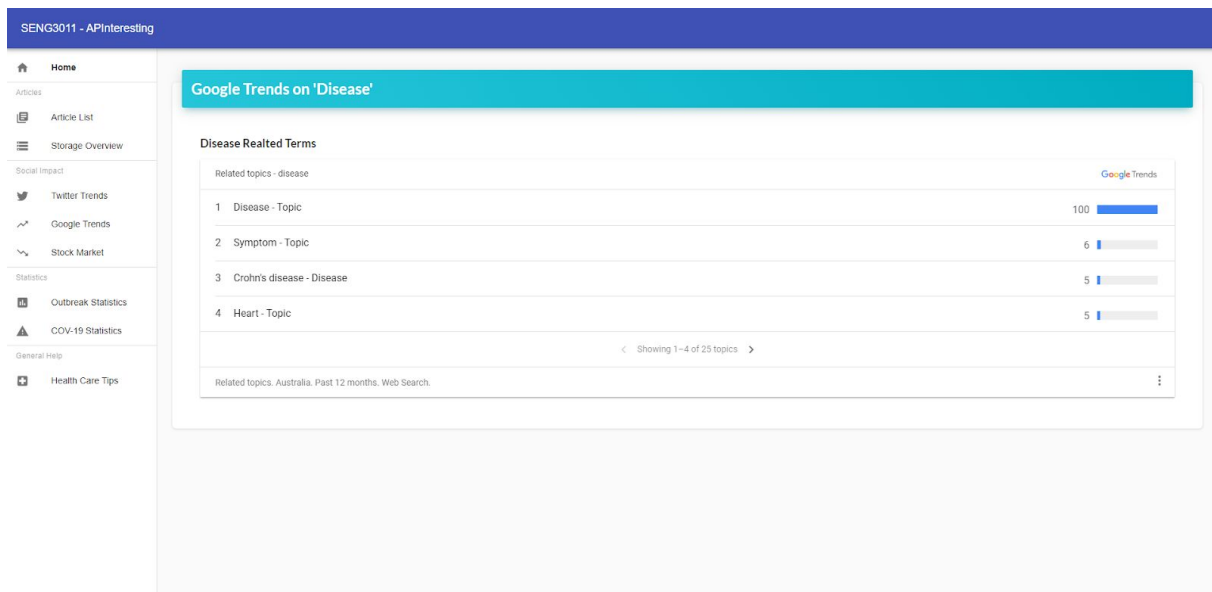 SENG3011 - APInteresting
Home
Articles
Article List
Storage Overview
Social Impact
Twitter Trends
Google Trends
Stock Market
Statistics
Outbreak Statistics
COV-19 Statistics
General Help
Health Care Tips
Google Trends on 'Disease'
Disease Realted Terms
Related topics - disease Google Trends
1 Disease - Topic 100
2 Symptom - Topic 6
3 Crohn's disease - Disease 5
4 Heart - Topic 5
Showing 1–4 of 25 topics
Related topics. Australia. Past 12 months. Web Search.